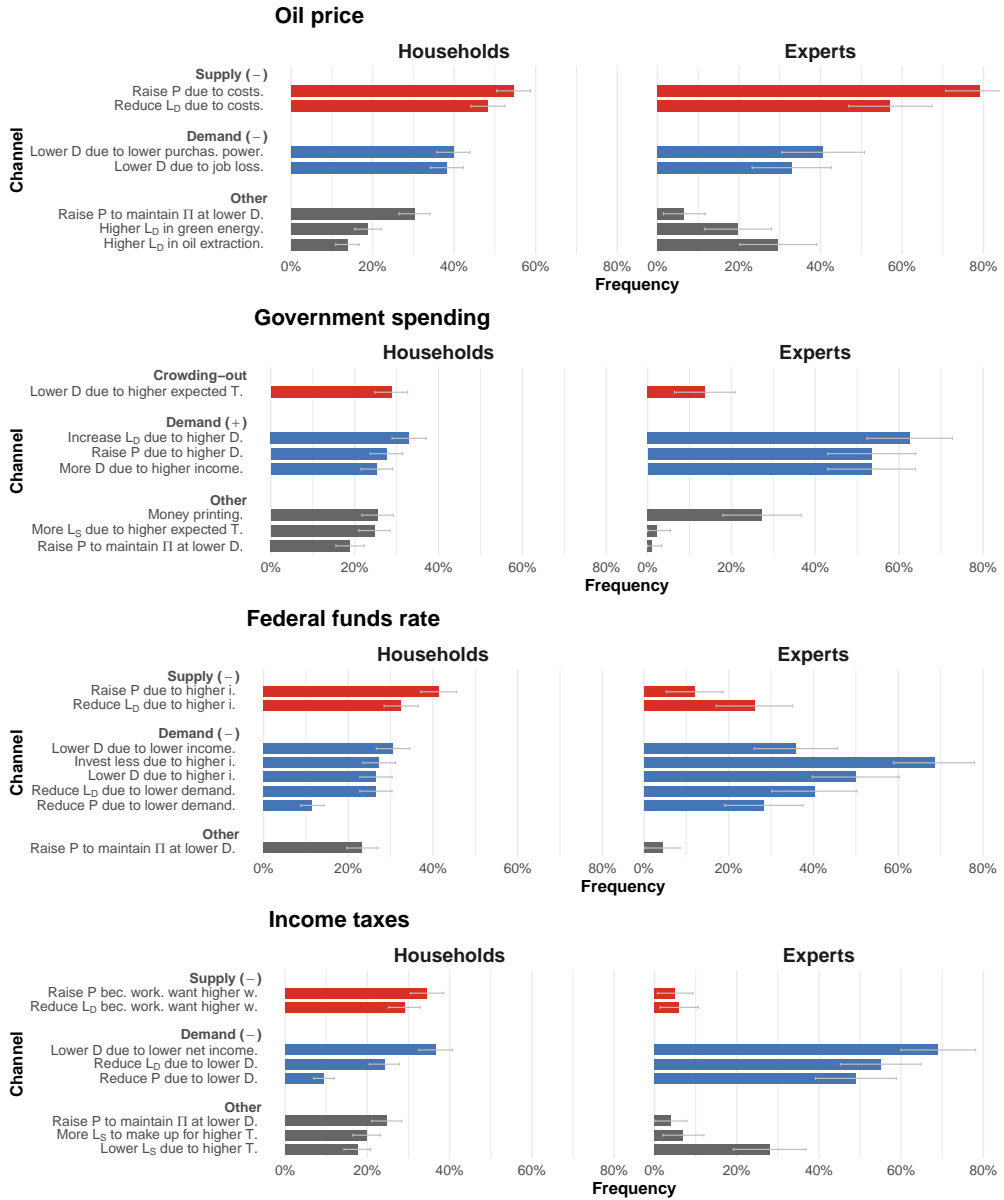 Oil price
Households Experts
Channel
Supply (−)
Raise P due to costs.
Reduce L_D due to costs.
Demand (−)
Lower D due to lower purchas. power.
Lower D due to job loss.
Other
Raise P to maintain Π at lower D.
Higher L_D in green energy.
Higher L_D in oil extraction.
0% 20% 40% 60% 80% 0% 20% 40% 60% 80%
Frequency
Government spending
Households Experts
Channel
Crowding−out
Lower D due to higher expected T.
Demand (+)
Increase L_D due to higher D.
Raise P due to higher D.
More D due to higher income.
Other
Money printing.
More L_S due to higher expected T.
Raise P to maintain Π at lower D.
0% 20% 40% 60% 80% 0% 20% 40% 60% 80%
Frequency
Federal funds rate
Households Experts
Channel
Supply (−)
Raise P due to higher i.
Reduce L_D due to higher i.
Demand (−)
Lower D due to lower income.
Invest less due to higher i.
Lower D due to higher i.
Reduce L_D due to lower demand.
Reduce P due to lower demand.
Other
Raise P to maintain Π at lower D.
0% 20% 40% 60% 80% 0% 20% 40% 60% 80%
Frequency
Income taxes
Households Experts
Channel
Supply (−)
Raise P bec. work. want higher w.
Reduce L_D bec. work. want higher w.
Demand (−)
Lower D due to lower net income.
Reduce L_D due to lower D.
Reduce P due to lower D.
Other
Raise P to maintain Π at lower D.
More L_S to make up for higher T.
Lower L_S due to higher T.
0% 20% 40% 60% 80% 0% 20% 40% 60% 80%
Frequency